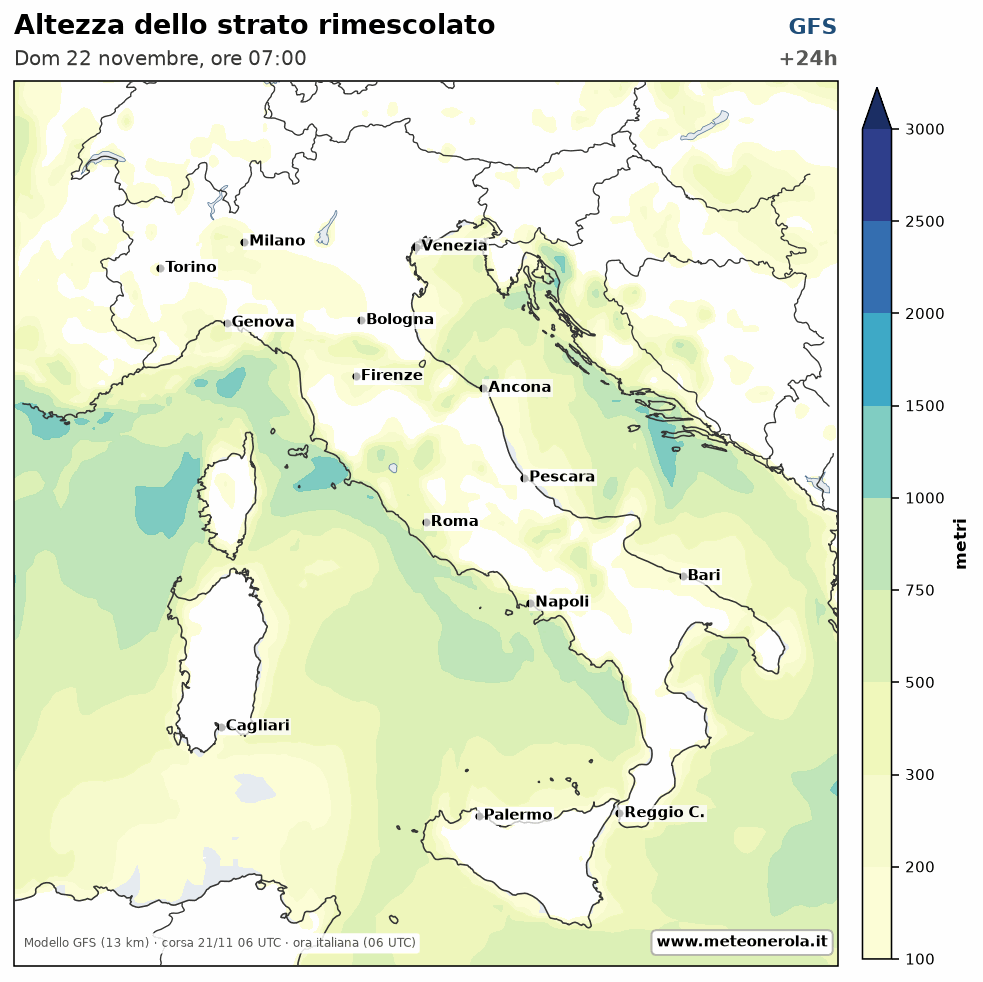 Altezza dello strato rimescolato
GFS
Dom 22 novembre, ore 07:00
+24h
Milano
Venezia
Torino
Genova
Bologna
Firenze
Ancona
Pescara
Roma
Bari
Napoli
Cagliari
Palermo
Reggio C.
3000
2500
2000
1500
1000
750
500
300
200
100
metri
Modello GFS (13 km) · corsa 21/11 06 UTC · ora italiana (06 UTC)
www.meteonerola.it